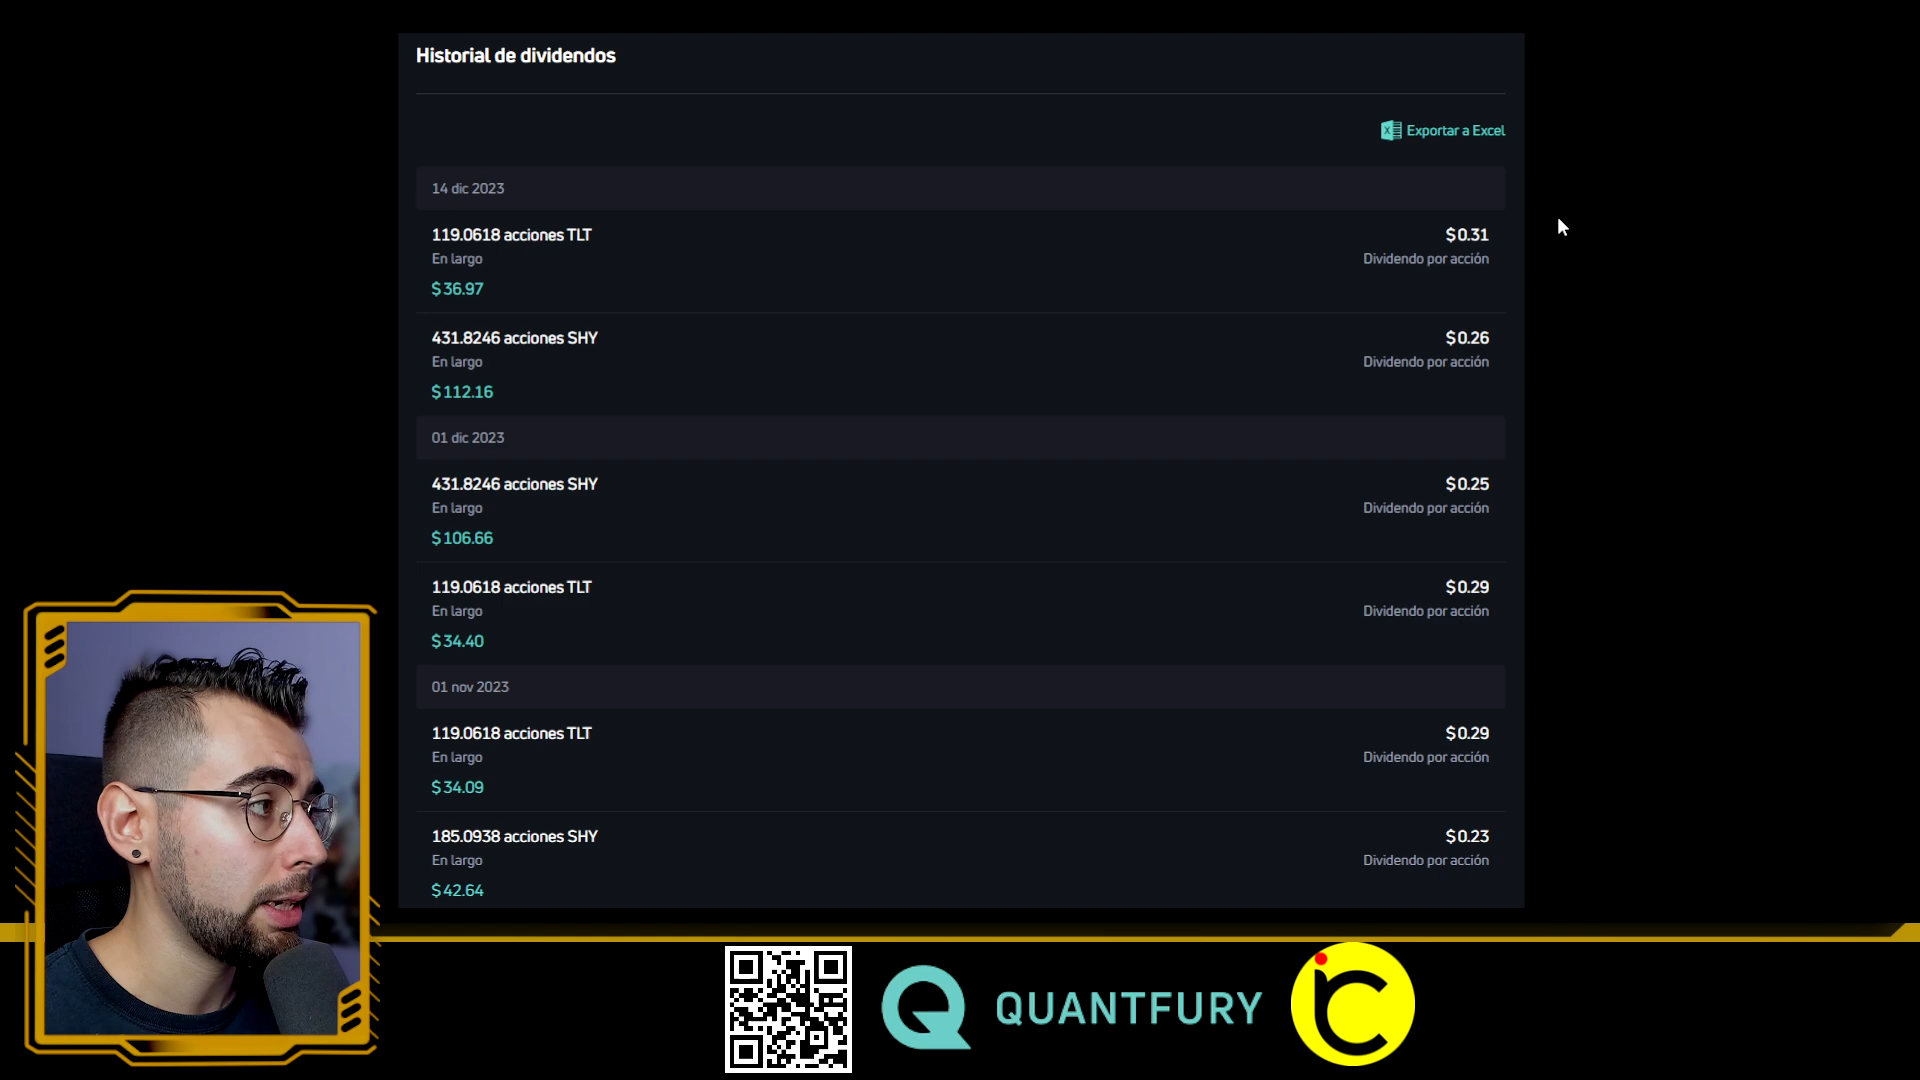 Historial de dividendos
Exportar a Excel
14 dic 2023
119.0618 acciones TLT
$0.31
En largo
Dividendo por acción
$36.97
431.8246 acciones SHY
$0.26
En largo
Dividendo por acción
$112.16
01 dic 2023
431.8246 acciones SHY
$0.25
En largo
Dividendo por acción
$106.66
119.0618 acciones TLT
$0.29
En largo
Dividendo por acción
$34.40
01 nov 2023
119.0618 acciones TLT
$0.29
En largo
Dividendo por acción
$34.09
185.0938 acciones SHY
$0.23
En largo
Dividendo por acción
$42.64
QUANTFURY